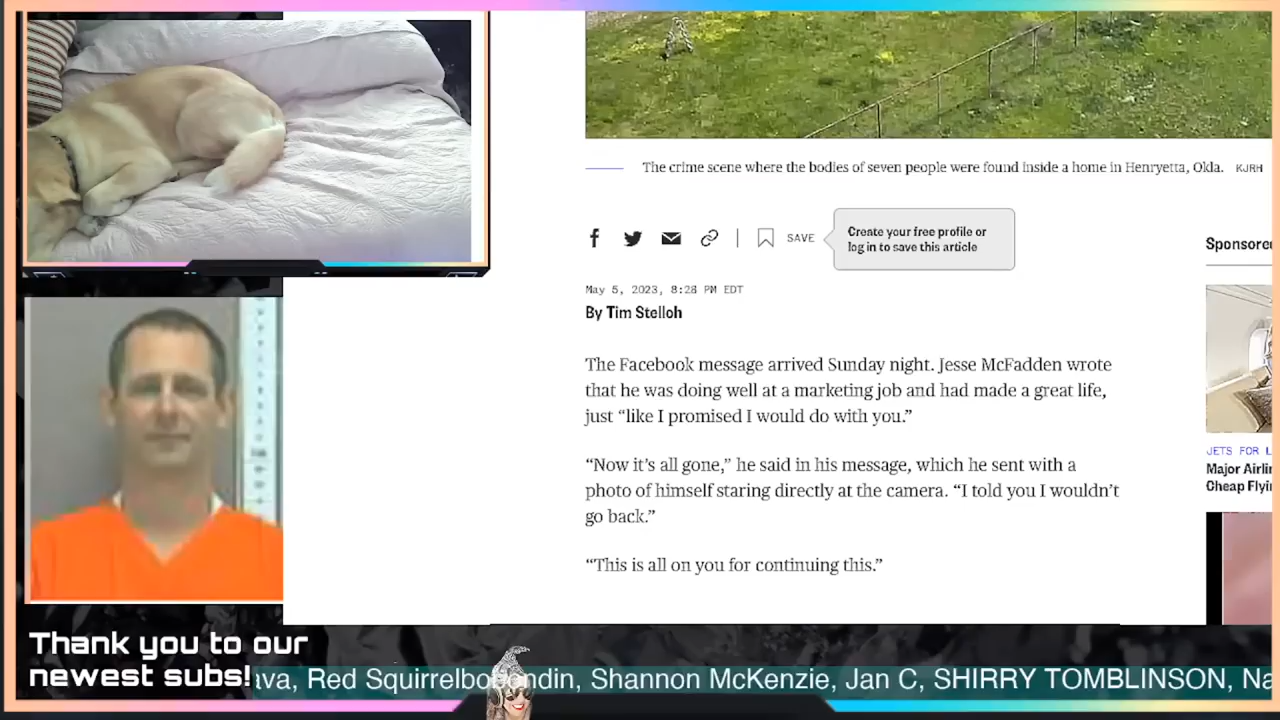 The crime scene where the bodies of seven people were found inside a home in Henryetta, Okla. KJRH
SAVE
Create your free profile or
log in to save this article
Sponsore
May 5, 2023, 8:28 PM EDT
By Tim Stelloh
The Facebook message arrived Sunday night. Jesse McFadden wrote
that he was doing well at a marketing job and had made a great life,
just “like I promised I would do with you.”
“Now it’s all gone,” he said in his message, which he sent with a
photo of himself staring directly at the camera. “I told you I wouldn’t
go back.”
“This is all on you for continuing this.”
JETS FOR L
Major Airli
Cheap Flyi
Thank you to our
newest subs!
ava, Red Squirrelbo ndin, Shannon McKenzie, Jan C, SHIRRY TOMBLINSON, Na